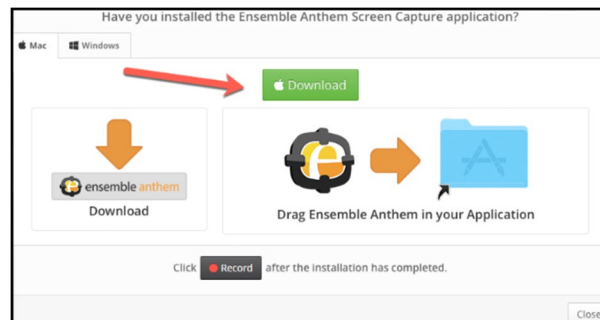 Have you installed the Ensemble Anthem Screen Capture application?
Mac
Windows
Download
ensemble anthem
Download
Drag Ensemble Anthem in your Application
Click Record after the installation has completed.
Close